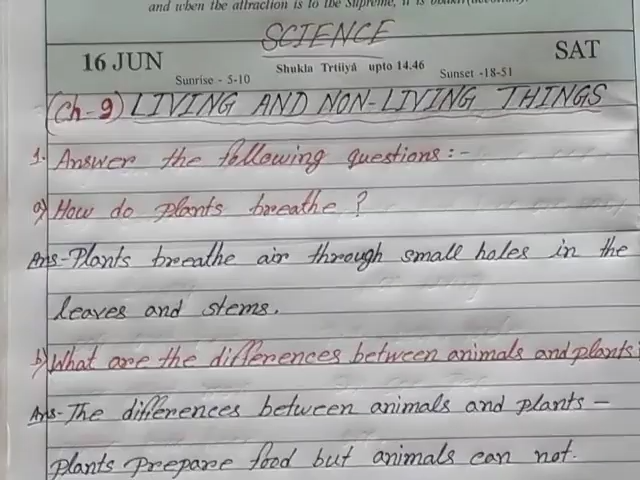 and when the attraction is to the Supreme, it is
SCIENCE
16 JUN SAT
Sunrise - 5-10 Shukla Tritiyá upto 14.46 Sunset -18-51
(Ch-9) LIVING AND NON-LIVING THINGS
1. Answer the following questions:-
a) How do plants breathe?
Ans-Plants breathe air through small holes in the
leaves and stems.
b) What are the differences between animals and plants:
Ans-The differences between animals and plants –
plants prepare food but animals can not.